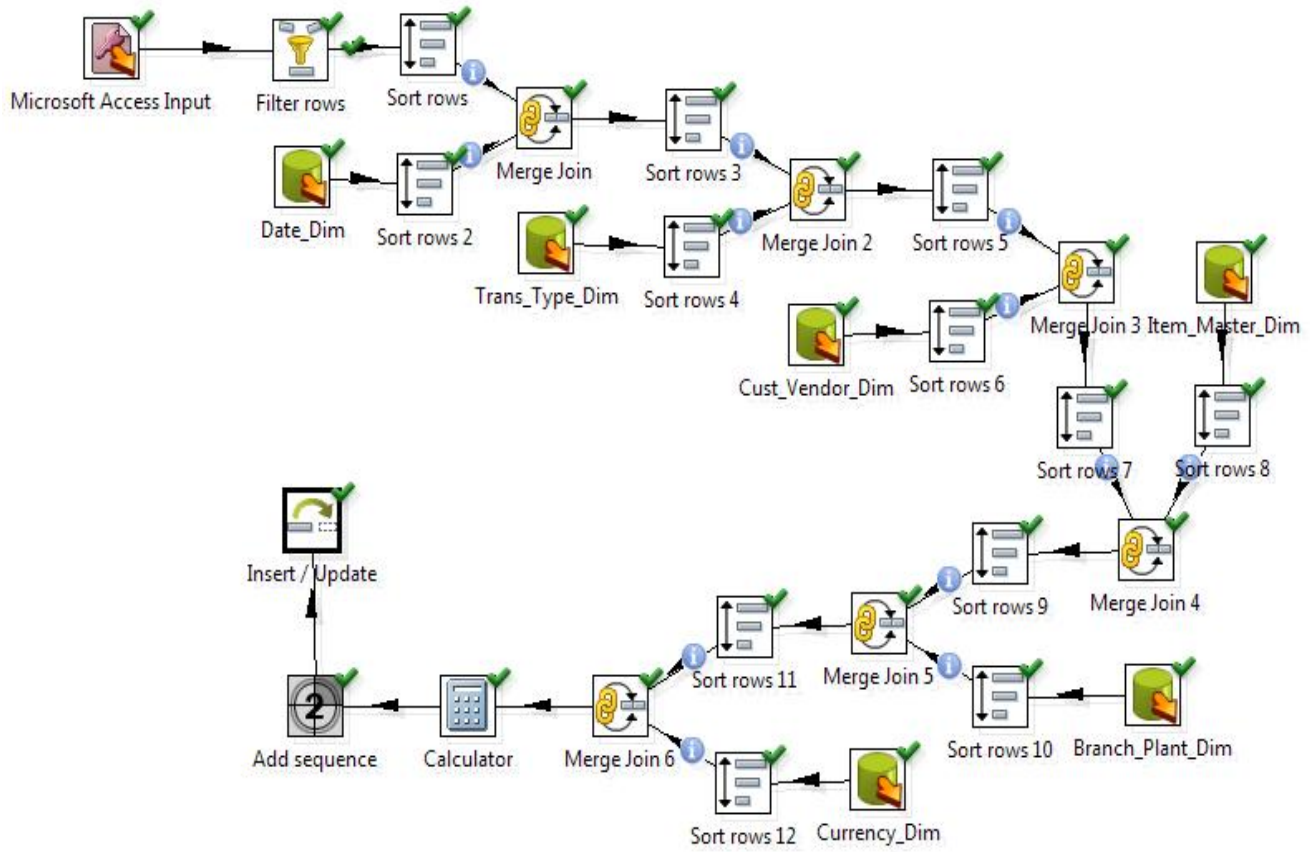 Microsoft Access Input
Filter rows
Sort rows
Date_Dim
Sort rows 2
Merge Join
Sort rows 3
Trans_Type_Dim
Sort rows 4
Merge Join 2
Sort rows 5
Cust_Vendor_Dim
Sort rows 6
Merge Join 3
Item_Master_Dim
Sort rows 7
Sort rows 8
Merge Join 4
Sort rows 9
Merge Join 5
Sort rows 10
Branch_Plant_Dim
Sort rows 11
Merge Join 6
Sort rows 12
Currency_Dim
Calculator
2
Add sequence
Insert / Update